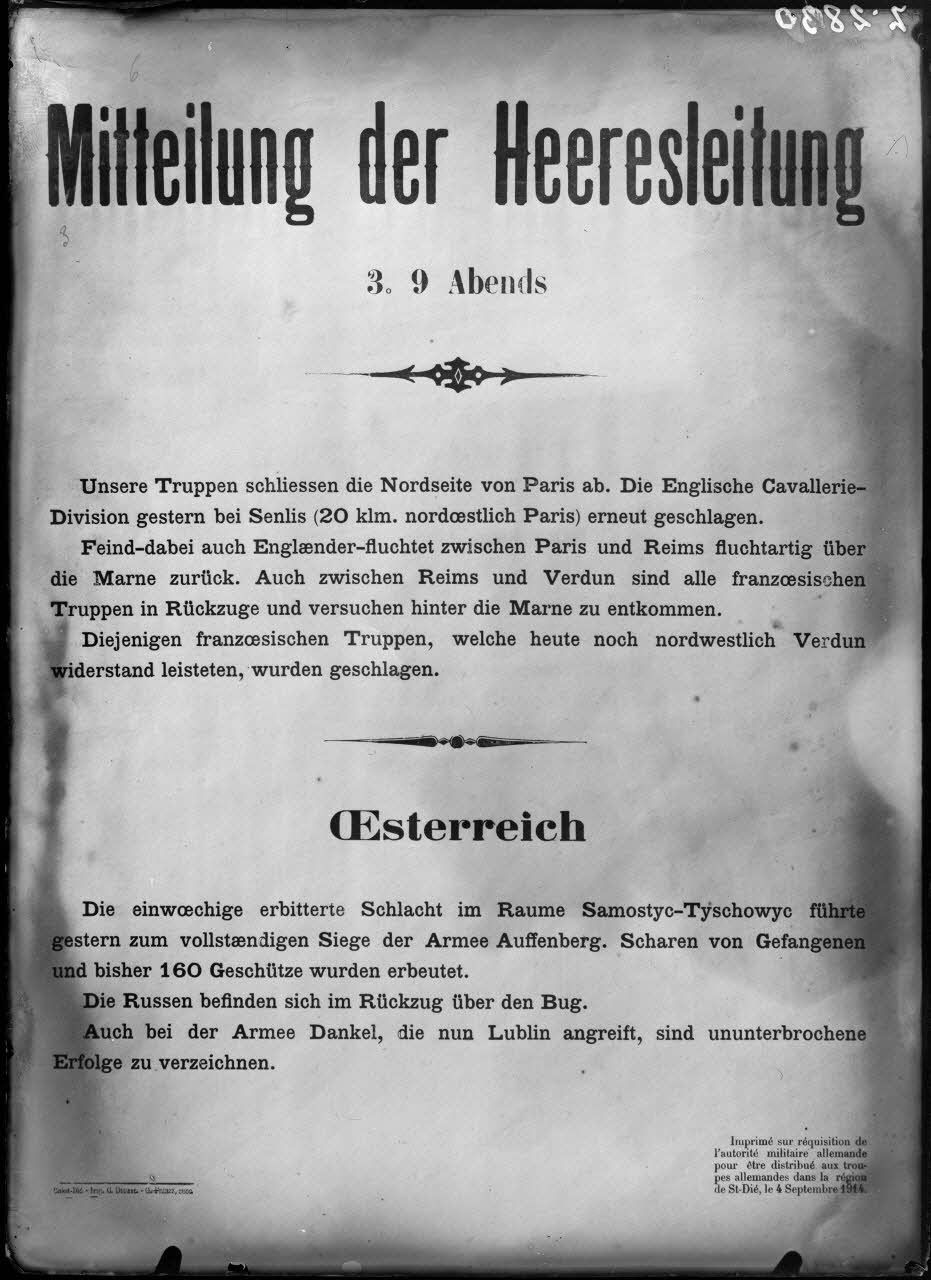 Z.2830
Mitteilung der Heeresleitung
3. 9 Abends
Unsere Truppen schliessen die Nordseite von Paris ab. Die Englische Cavallerie-
Division gestern bei Senlis (20 klm. nordœstlich Paris) erneut geschlagen.
Feind-dabei auch Englænder-fluchtet zwischen Paris und Reims fluchtartig über
die Marne zurück. Auch zwischen Reims und Verdun sind alle franzœsischen
Truppen in Rückzuge und versuchen hinter die Marne zu entkommen.
Diejenigen franzœsischen Truppen, welche heute noch nordwestlich Verdun
widerstand leisteten, wurden geschlagen.
Œsterreich
Die einwœchige erbitterte Schlacht im Raume Samostyc-Tyschowyc führte
gestern zum vollstændigen Siege der Armee Auffenberg. Scharen von Gefangenen
und bisher 160 Geschütze wurden erbeutet.
Die Russen befinden sich im Rückzug über den Bug.
Auch bei der Armee Dankel, die nun Lublin angreift, sind ununterbrochene
Erfolge zu verzeichnen.
Imprimé sur réquisition de
l'autorité militaire allemande
pour être distribué aux trou-
pes allemandes dans la région
de St-Dié, le 4 Septembre 1914.
Imp. G.